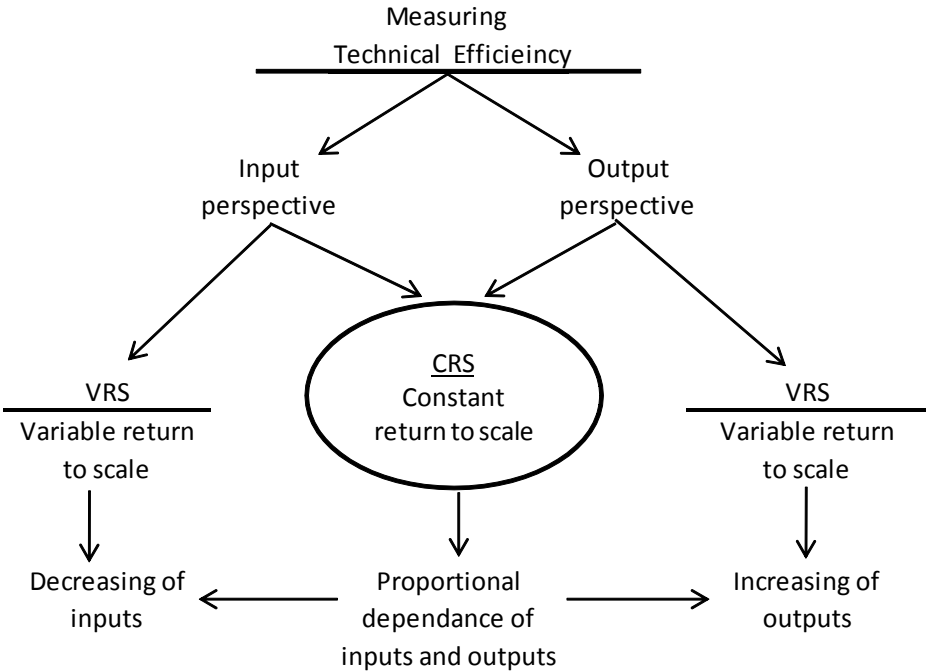 Measuring
Technical Efficieincy
Input
perspective
Output
perspective
CRS
Constant
return to scale
VRS
Variable return
to scale
VRS
Variable return
to scale
Decreasing of
inputs
Proportional
dependance of
inputs and outputs
Increasing of
outputs